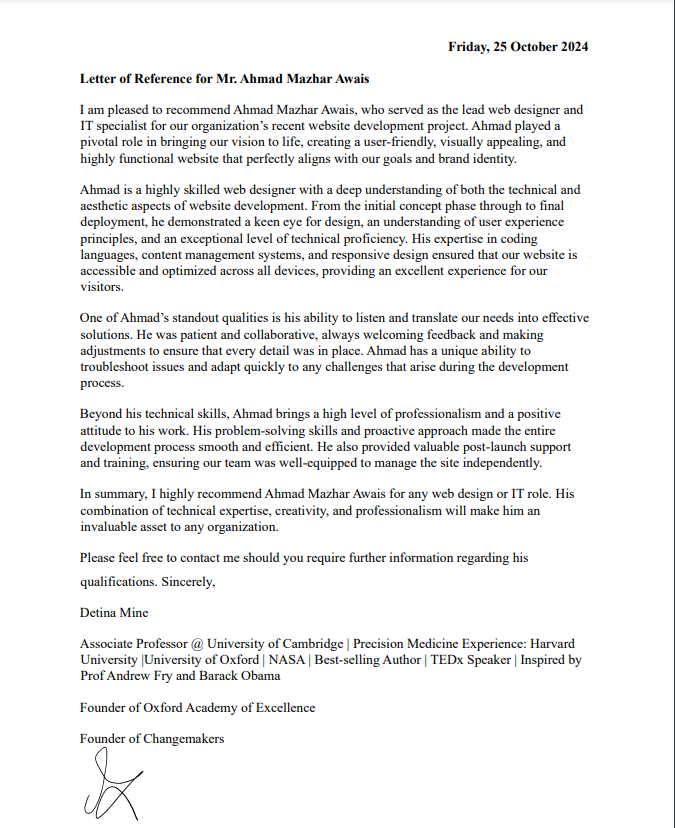 Friday, 25 October 2024
Letter of Reference for Mr. Ahmad Mazhar Awais
I am pleased to recommend Ahmad Mazhar Awais, who served as the lead web designer and
IT specialist for our organization’s recent website development project. Ahmad played a
pivotal role in bringing our vision to life, creating a user-friendly, visually appealing, and
highly functional website that perfectly aligns with our goals and brand identity.
Ahmad is a highly skilled web designer with a deep understanding of both the technical and
aesthetic aspects of website development. From the initial concept phase through to final
deployment, he demonstrated a keen eye for design, an understanding of user experience
principles, and an exceptional level of technical proficiency. His expertise in coding
languages, content management systems, and responsive design ensured that our website is
accessible and optimized across all devices, providing an excellent experience for our
visitors.
One of Ahmad’s standout qualities is his ability to listen and translate our needs into effective
solutions. He was patient and collaborative, always welcoming feedback and making
adjustments to ensure that every detail was in place. Ahmad has a unique ability to
troubleshoot issues and adapt quickly to any challenges that arise during the development
process.
Beyond his technical skills, Ahmad brings a high level of professionalism and a positive
attitude to his work. His problem-solving skills and proactive approach made the entire
development process smooth and efficient. He also provided valuable post-launch support
and training, ensuring our team was well-equipped to manage the site independently.
In summary, I highly recommend Ahmad Mazhar Awais for any web design or IT role. His
combination of technical expertise, creativity, and professionalism will make him an
invaluable asset to any organization.
Please feel free to contact me should you require further information regarding his
qualifications. Sincerely,
Detina Mine
Associate Professor @ University of Cambridge | Precision Medicine Experience: Harvard
University |University of Oxford | NASA | Best-selling Author | TEDx Speaker | Inspired by
Prof Andrew Fry and Barack Obama
Founder of Oxford Academy of Excellence
Founder of Changemakers